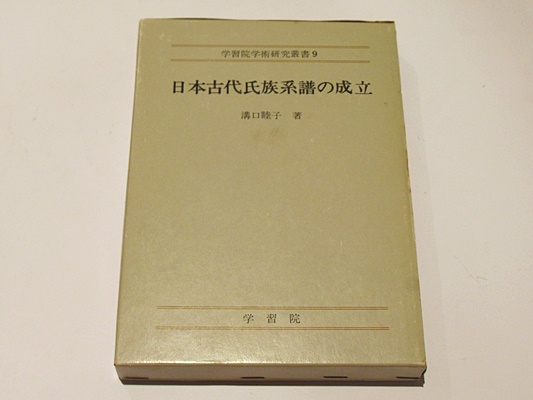 学習院学術研究叢書9
日本古代氏族系譜の成立
溝口睦子 著
学習院